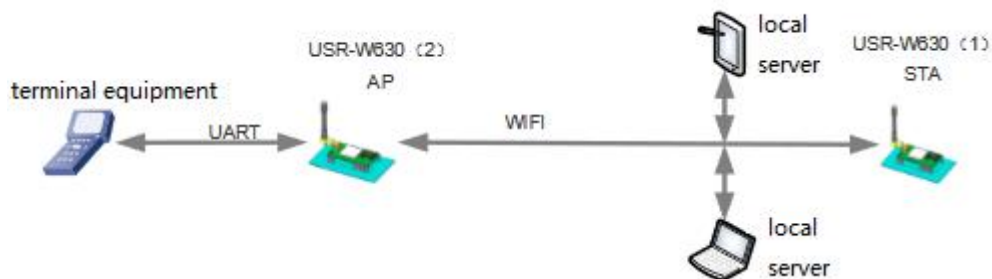 local
server
USR-W630（2）
AP
USR-W630（1）
STA
terminal equipment
UART
WIFI
local
server